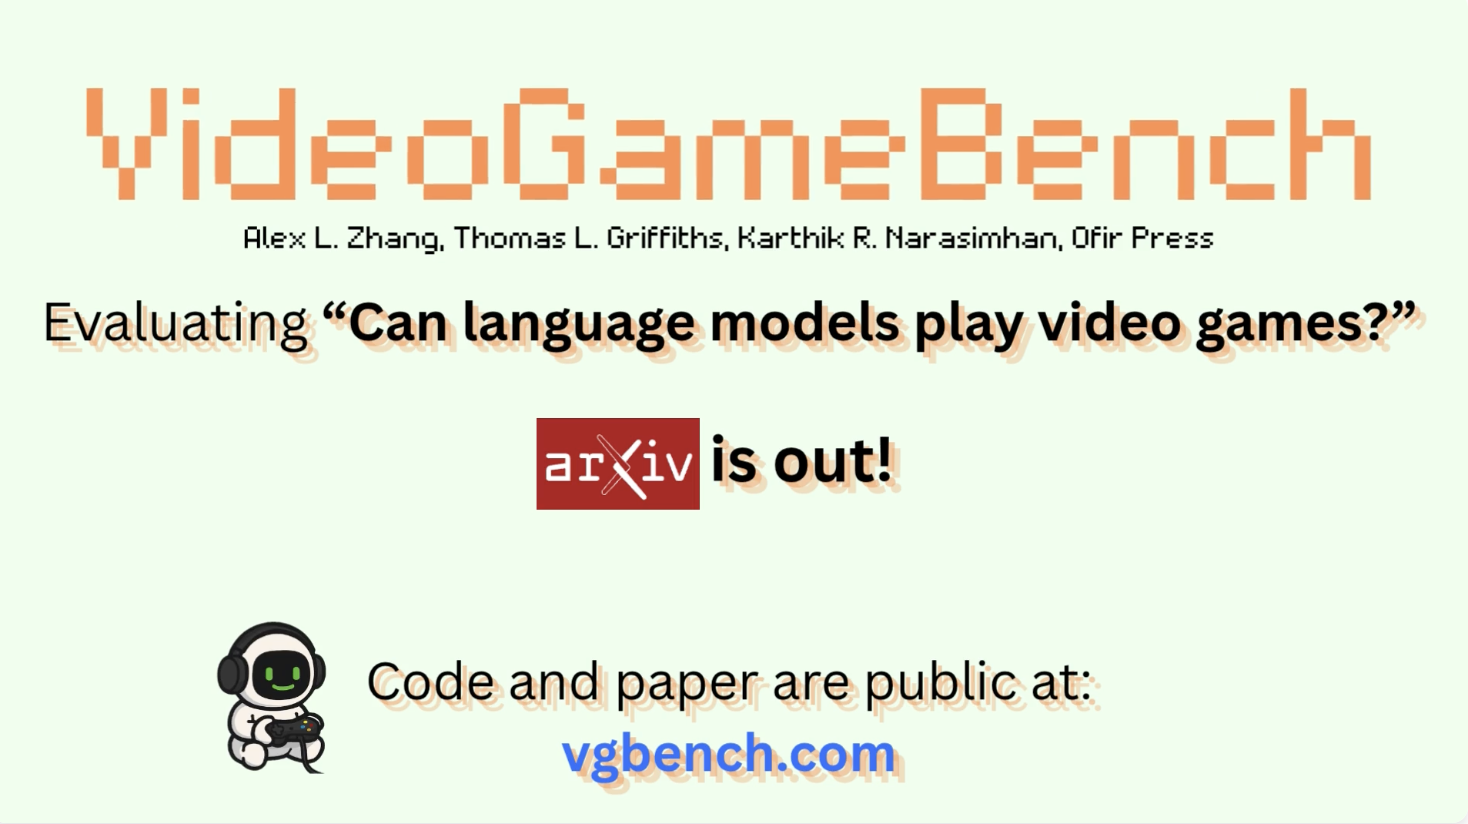 VideoGameBench
Alex L. Zhang, Thomas L. Griffiths, Karthik R. Narasimhan, Ofir Press
Evaluating “Can language models play video games?”
arXiv is out!
Code and paper are public at:
vgbench.com